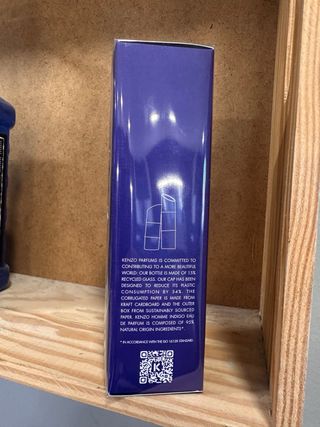 KENZO PARFUMS IS COMMITTED TO
CONTRIBUTING TO A MORE BEAUTIFUL
WORLD: OUR BOTTLE IS MADE OF 15%
RECYCLED GLASS. OUR CAP HAS BEEN
DESIGNED TO REDUCE ITS PLASTIC
CONSUMPTION BY 34%. THE
CORRUGATED PAPER IS MADE FROM
KRAFT CARDBOARD AND THE OUTER
BOX FROM SUSTAINABLY SOURCED
PAPER. KENZO HOMME INDIGO EAU
DE PARFUM IS COMPOSED OF 95%
NATURAL ORIGIN INGREDIENTS*.
* IN ACCORDANCE WITH THE ISO 16128 STANDARD.
K